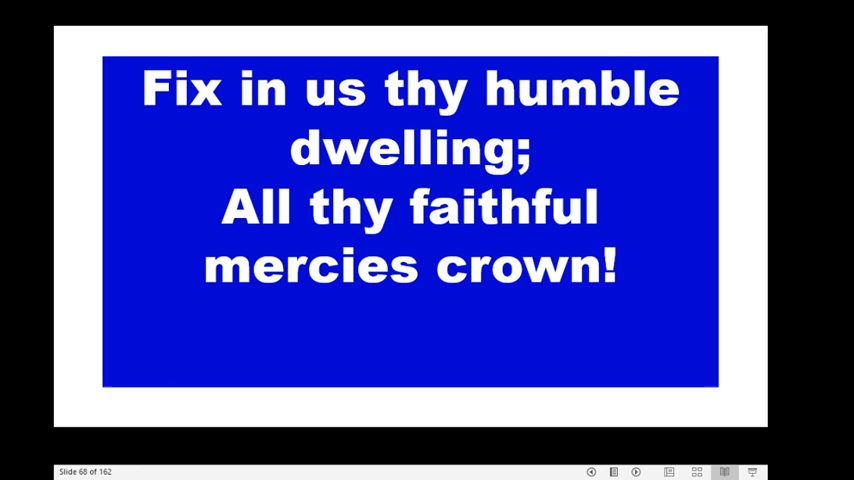 Fix in us thy humble
dwelling;
All thy faithful
mercies crown!
Slide 68 of 162